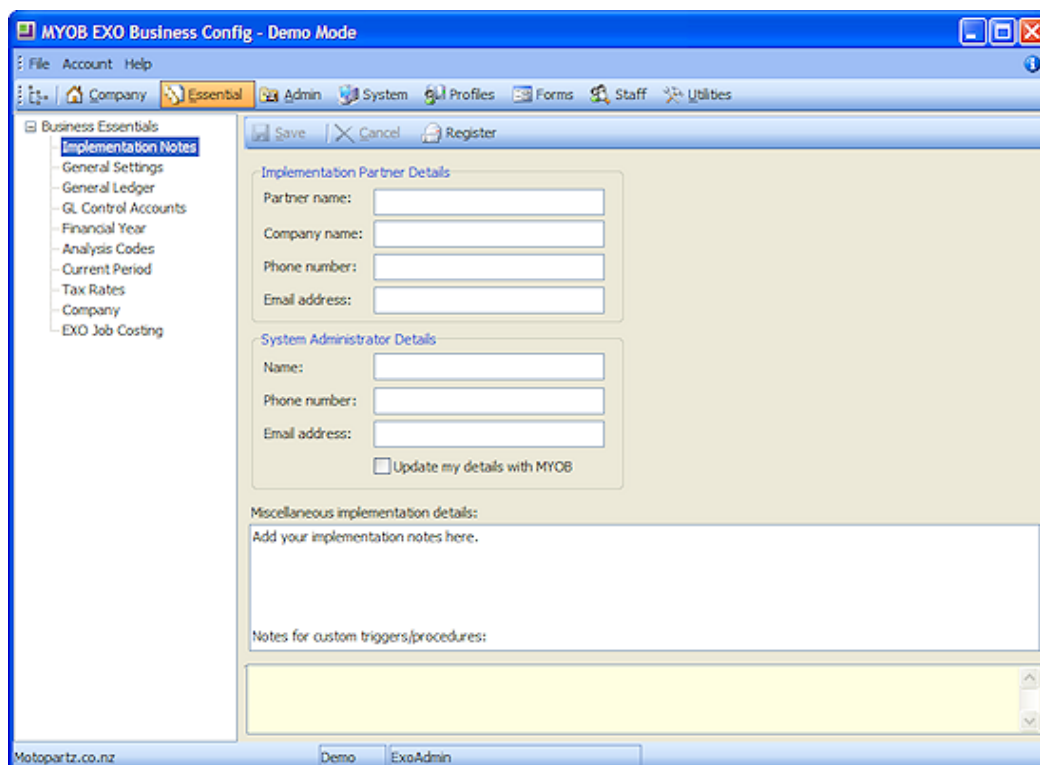 MYOB EXO Business Config - Demo Mode
File Account Help
Company Essential Admin System Profiles Forms Staff Utilities
Business Essentials
Implementation Notes
General Settings
General Ledger
GL Control Accounts
Financial Year
Analysis Codes
Current Period
Tax Rates
Company
EXO Job Costing
Save Cancel Register
Implementation Partner Details
Partner name:
Company name:
Phone number:
Email address:
System Administrator Details
Name:
Phone number:
Email address:
Update my details with MYOB
Miscellaneous implementation details:
Add your implementation notes here.
Notes for custom triggers/procedures:
Motopartz.co.nz Demo ExoAdmin